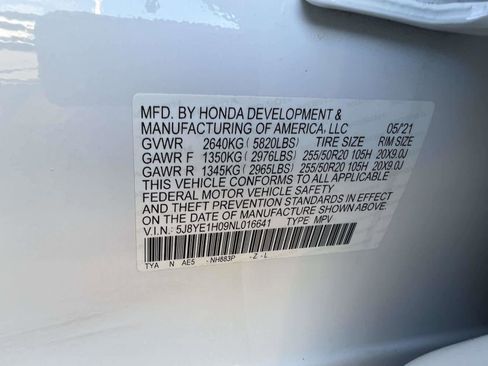 MFD. BY HONDA DEVELOPMENT &
MANUFACTURING OF AMERICA, LLC 05/'21
GVWR 2640KG ( 5820LBS) TIRE SIZE RIM SIZE
GAWR F 1350KG ( 2976LBS ) 255/50R20 105H 20X9.0J
GAWR R 1345KG ( 2965LBS ) 255/50R20 105H 20X9.0J
THIS VEHICLE CONFORMS TO ALL APPLICABLE
FEDERAL MOTOR VEHICLE SAFETY
AND THEFT PREVENTION STANDARDS IN EFFECT
ON THE DATE OF MANUFACTURE SHOWN ABOVE.
V.I.N.: 5J8YE1H09NL016641 TYPE MPV
TYA N AE5 -NH883P -Z - L